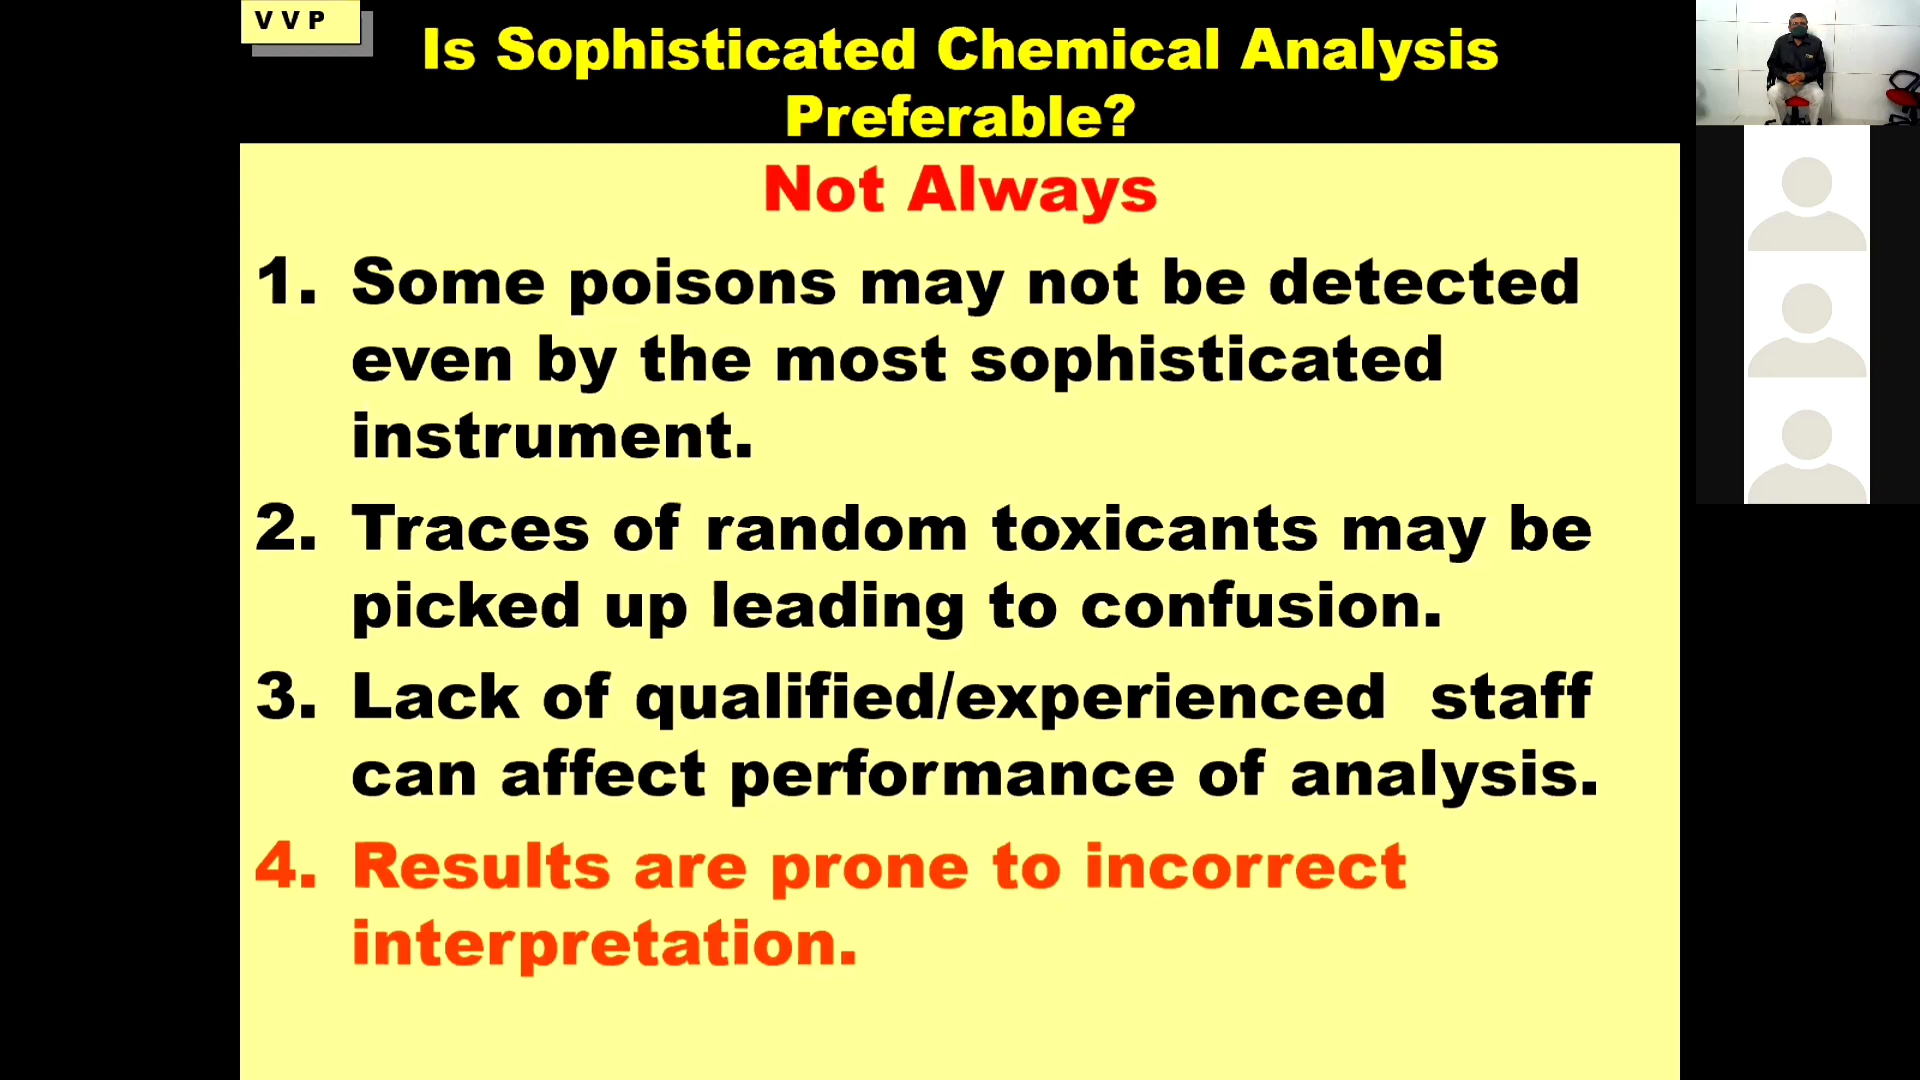 V V P
Is Sophisticated Chemical Analysis
Preferable?
Not Always
1. Some poisons may not be detected
even by the most sophisticated
instrument.
2. Traces of random toxicants may be
picked up leading to confusion.
3. Lack of qualified/experienced  staff
can affect performance of analysis.
4. Results are prone to incorrect
interpretation.